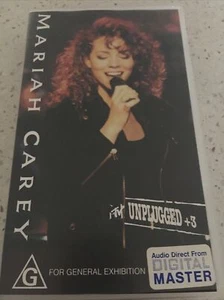 MARIAH CAREY
MTV UNPLUGGED +3
G
FOR GENERAL EXHIBITION
Audio Direct From
DIGITAL
MASTER